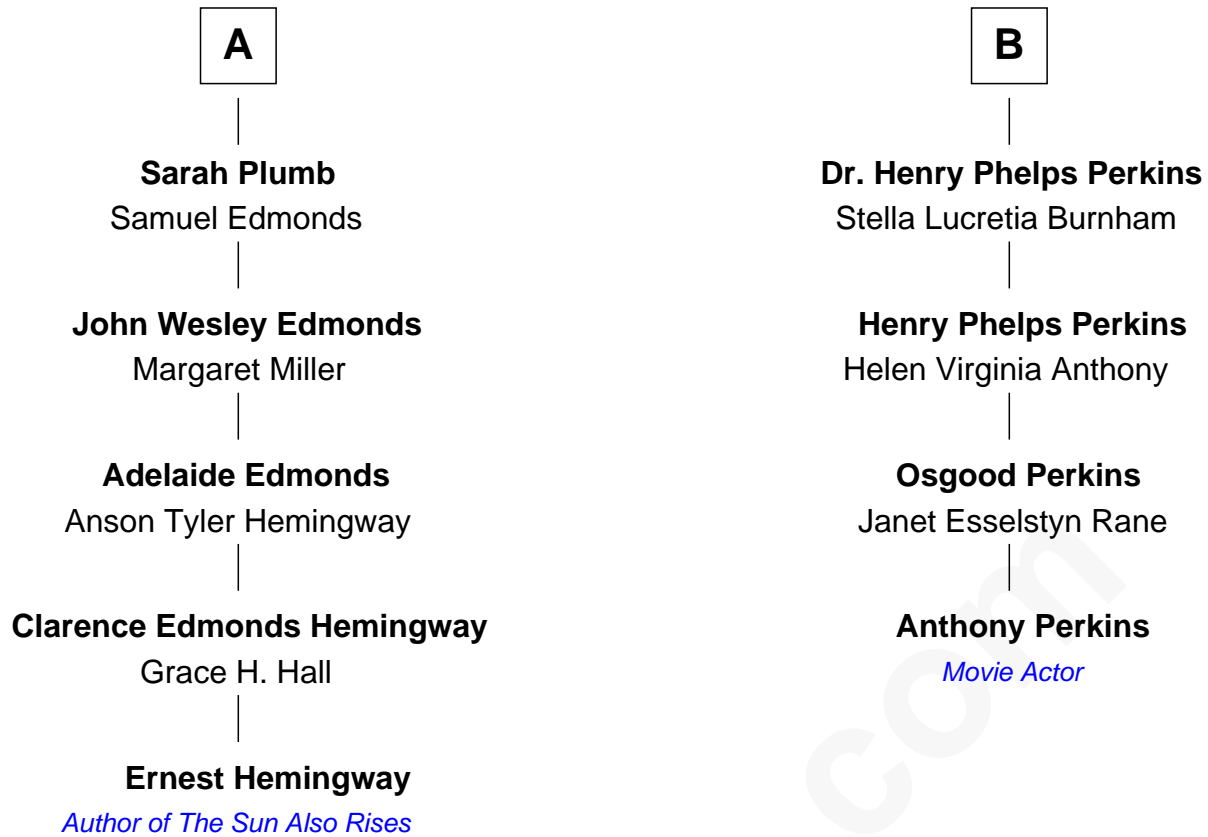 A
Sarah Plumb
Samuel Edmonds
John Wesley Edmonds
Margaret Miller
Adelaide Edmonds
Anson Tyler Hemingway
Clarence Edmonds Hemingway
Grace H. Hall
Ernest Hemingway
Author of The Sun Also Rises
B
Dr. Henry Phelps Perkins
Stella Lucretia Burnham
Henry Phelps Perkins
Helen Virginia Anthony
Osgood Perkins
Janet Esselstyn Rane
Anthony Perkins
Movie Actor
com